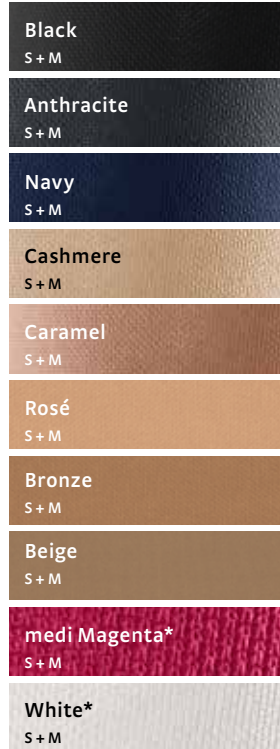 Black
S + M
Anthracite
S + M
Navy
S + M
Cashmere
S + M
Caramel
S + M
Rosé
S + M
Bronze
S + M
Beige
S + M
medi Magenta*
S + M
White*
S + M